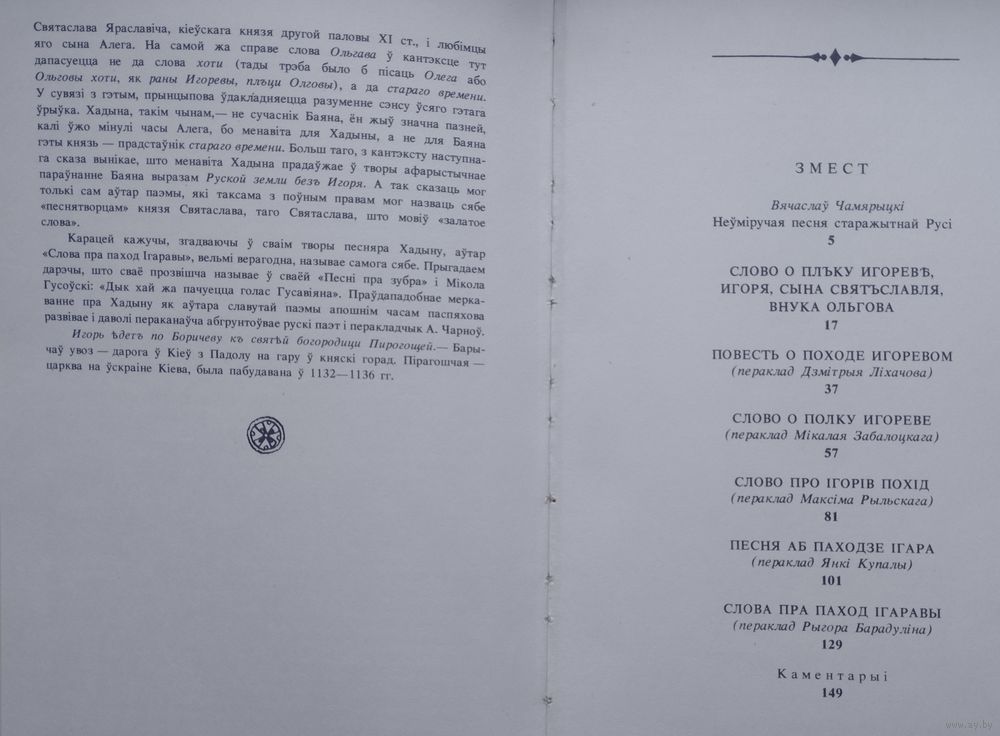 Святаслава Яраславіча, кіеўскага князя другой паловы XI ст., і любімцы
яго сына Алега. На самой жа справе слова Ольгава ў кантэксце тут
дапасуецца не да слова хоти (тады трэба было б пісаць Олега або
Ольговы хоти, як раны Игоревы, плъци Олговы), а да стараго времени.
У сувязі з гэтым, прынцыпова ўдакладняецца разуменне сэнсу ўсяго гэтага
ўрыўка. Хадына, такім чынам,— не сучаснік Баяна, ён жыў значна пазней,
калі ўжо мінулі часы Алега, бо менавіта для Хадыны, а не для Баяна
гэты князь — прадстаўнік стараго времени. Больш таго, з кантэксту наступна-
га сказа вынікае, што менавіта Хадына прадаўжае ў творы афарыстычнае
параўнанне Баяна выразам Руской земли безъ Игоря. А так сказаць мог
толькі сам аўтар паэмы, які таксама з поўным правам мог назваць сябе
«песнятворцам» князя Святаслава, таго Святаслава, што мовіў «залатое
слова».
Карацей кажучы, згадваючы ў сваім творы песняра Хадыну, аўтар
«Слова пра паход Ігаравы», вельмі верагодна, называе самога сябе. Прыгадаем
дарэчы, што сваё прозвішча называе ў сваёй «Песні пра зубра» і Мікола
Гусоўскі: «Дык хай жа пачуецца голас Гусавіяна». Праўдападобнае мерка-
ванне пра Хадыну як аўтара славутай паэмы апошнім часам паспяхова
развівае і даволі пераканаўча абгрунтоўвае рускі паэт і перакладчык А. Чарноў.
Игорь ѣдетъ по Боричеву къ святѣй богородици Пирогощей.— Бары-
чаў увоз — дарога ў Кіеў з Падолу на гару ў княскі горад. Пірагошчая —
царква на ўскраіне Кіева, была пабудавана ў 1132—1136 гг.
ЗМЕСТ
Вячаслаў Чамярыцкі
Неўміручая песня старажытнай Русі
5
СЛОВО О ПЛЪКУ ИГОРЕВѢ,
ИГОРЯ, СЫНА СВЯТЪСЛАВЛЯ,
ВНУКА ОЛЬГОВА
17
ПОВЕСТЬ О ПОХОДЕ ИГОРЕВОМ
(пераклад Дзмітрыя Ліхачова)
37
СЛОВО О ПОЛКУ ИГОРЕВЕ
(пераклад Мікалая Забалоцкага)
57
СЛОВО ПРО ІГОРІВ ПОХІД
(пераклад Максіма Рыльскага)
81
ПЕСНЯ АБ ПАХОДЗЕ ІГАРА
(пераклад Янкі Купалы)
101
СЛОВА ПРА ПАХОД ІГАРАВЫ
(пераклад Рыгора Барадуліна)
129
Каментарыі
149
www.ay.by